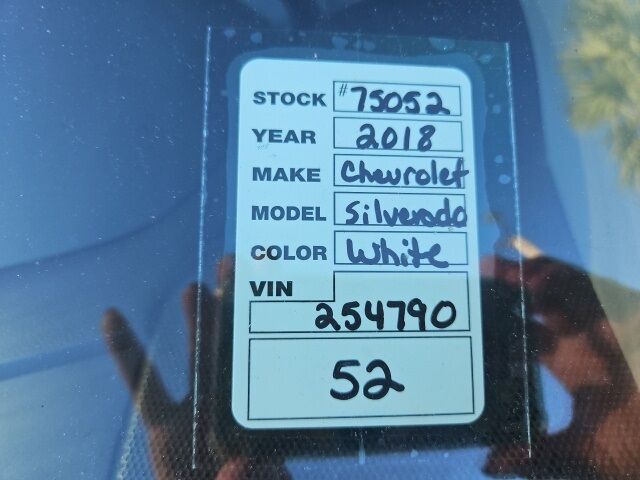 STOCK #75052
YEAR 2018
MAKE Chevrolet
MODEL Silverado
COLOR White
VIN
254790
52